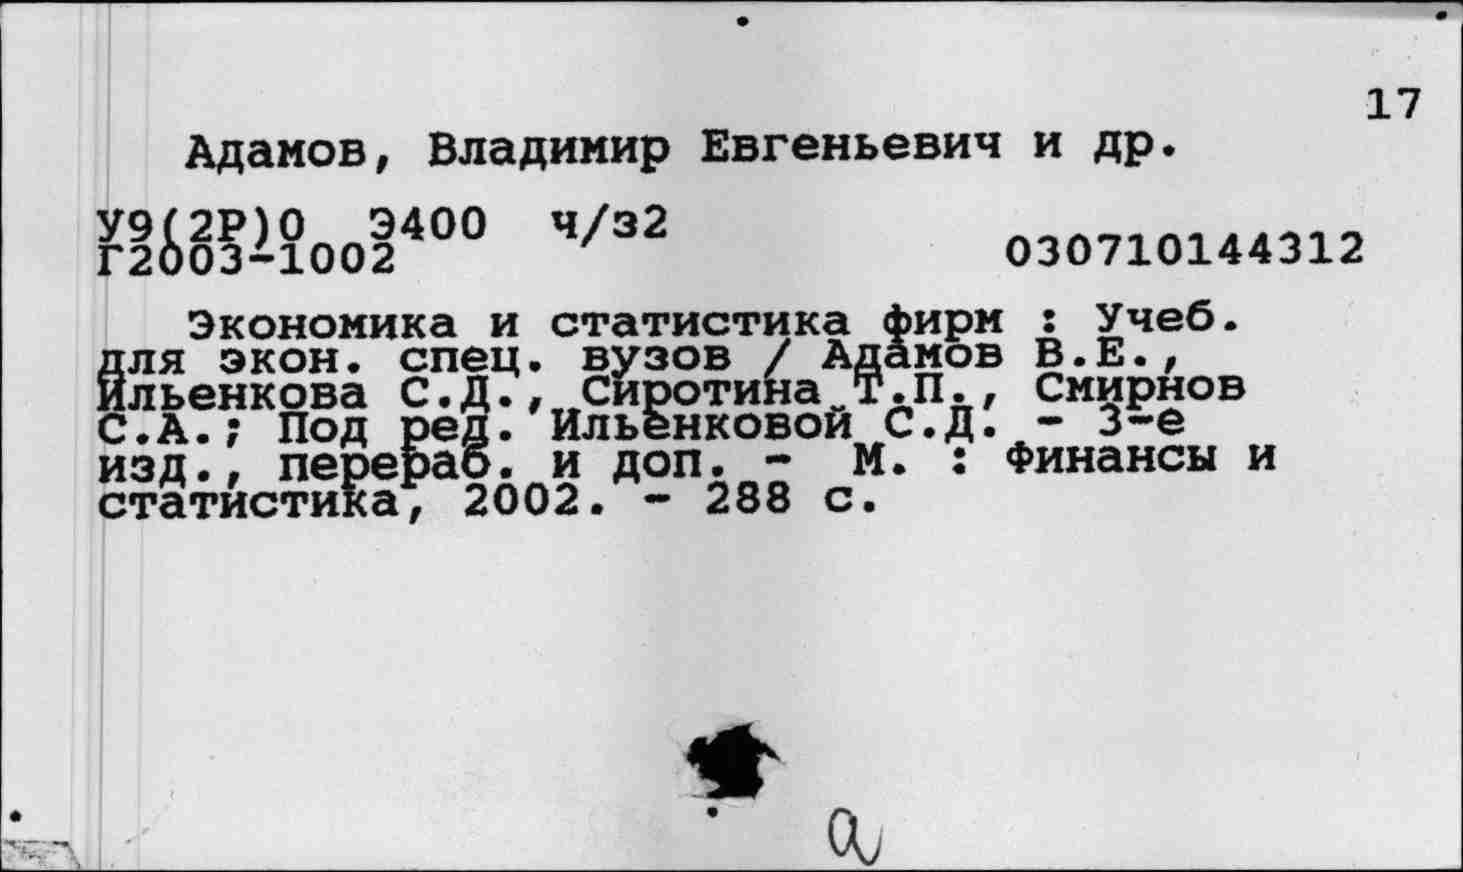 17
Адамов, Владимир Евгеньевич и др.
У9(2Р)0 Э400 ч/з2
Г2003-1002 030710144312
Экономика и статистика фирм : Учеб.
для экон. спец. вузов / Адамов В.Е.,
Ильенкова С.Д., Сиротина Т.П., Смирнов
С.А.; Под ред. Ильенковой С.Д. - 3-е
изд., перераб. и доп. - М. : Финансы и
статистика, 2002. - 288 с.